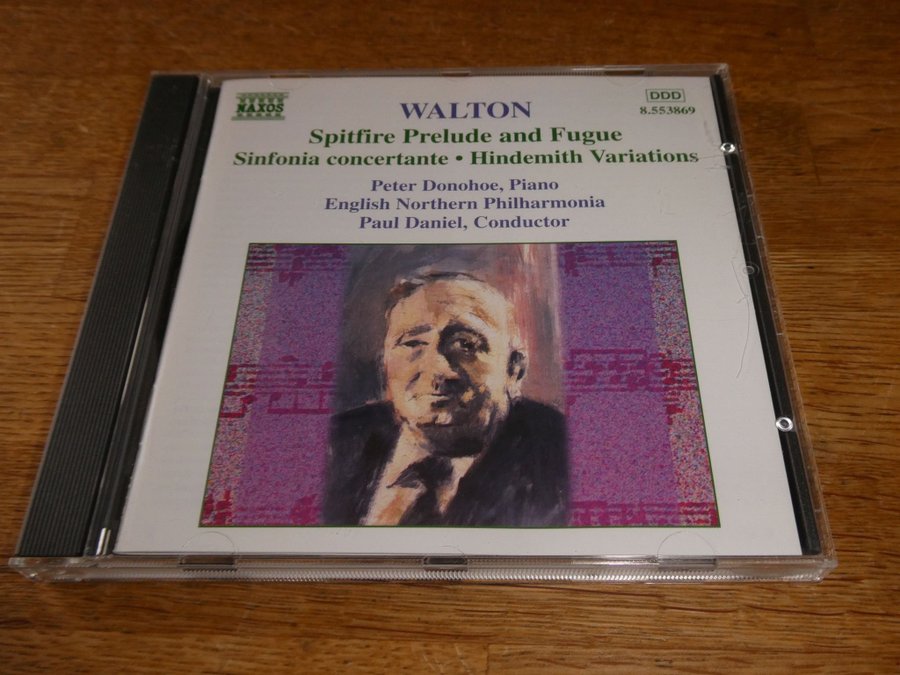 NAXOS
DDD
8.553869
WALTON
Spitfire Prelude and Fugue
Sinfonia concertante • Hindemith Variations
Peter Donohoe, Piano
English Northern Philharmonia
Paul Daniel, Conductor